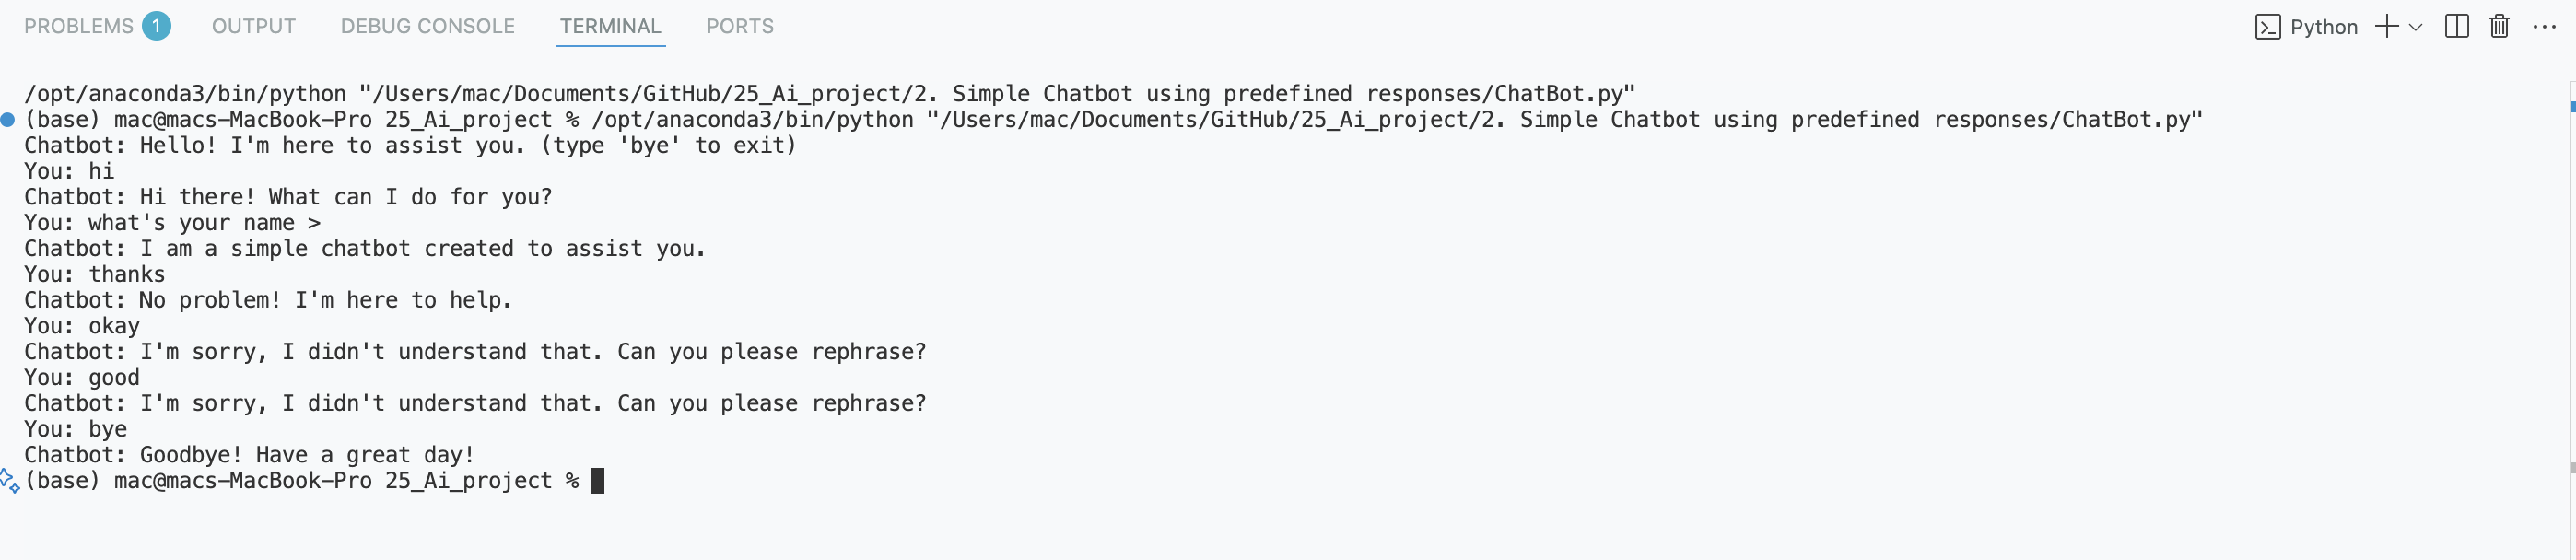 PROBLEMS 1 OUTPUT DEBUG CONSOLE TERMINAL PORTS Python
/opt/anaconda3/bin/python "/Users/mac/Documents/GitHub/25_Ai_project/2. Simple Chatbot using predefined responses/ChatBot.py"
(base) mac@macs-MacBook-Pro 25_Ai_project % /opt/anaconda3/bin/python "/Users/mac/Documents/GitHub/25_Ai_project/2. Simple Chatbot using predefined responses/ChatBot.py"
Chatbot: Hello! I'm here to assist you. (type 'bye' to exit)
You: hi
Chatbot: Hi there! What can I do for you?
You: what's your name >
Chatbot: I am a simple chatbot created to assist you.
You: thanks
Chatbot: No problem! I'm here to help.
You: okay
Chatbot: I'm sorry, I didn't understand that. Can you please rephrase?
You: good
Chatbot: I'm sorry, I didn't understand that. Can you please rephrase?
You: bye
Chatbot: Goodbye! Have a great day!
(base) mac@macs-MacBook-Pro 25_Ai_project %